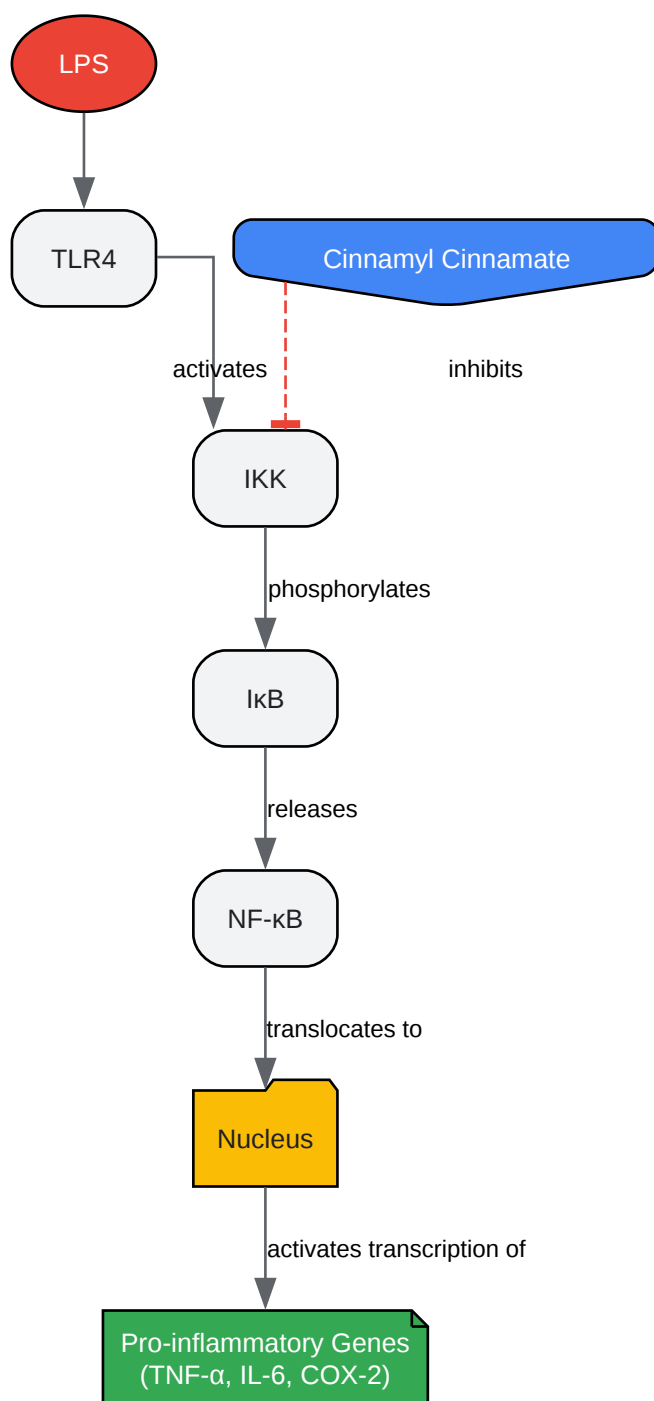 LPS
TLR4
Cinnamyl Cinnamate
activates
inhibits
IKK
phosphorylates
IκB
releases
NF-κB
translocates to
Nucleus
activates transcription of
Pro-inflammatory Genes
(TNF-α, IL-6, COX-2)